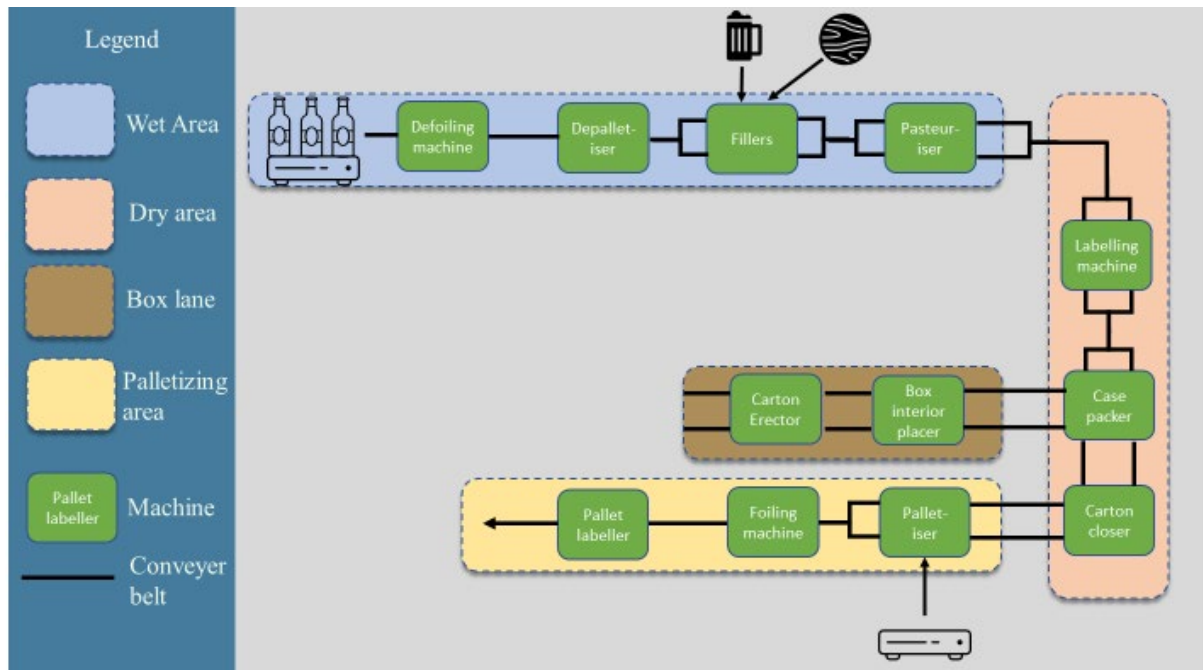 Legend
Wet Area
Dry area
Box lane
Palletizing
area
Pallet
labeller
Machine
Conveyer
belt
Defoiling
machine
Depallet-
iser
Fillers
Pasteur-
iser
Labelling
machine
Carton
Erector
Box
interior
placer
Case
packer
Pallet
labeller
Foiling
machine
Pallet-
iser
Carton
closer